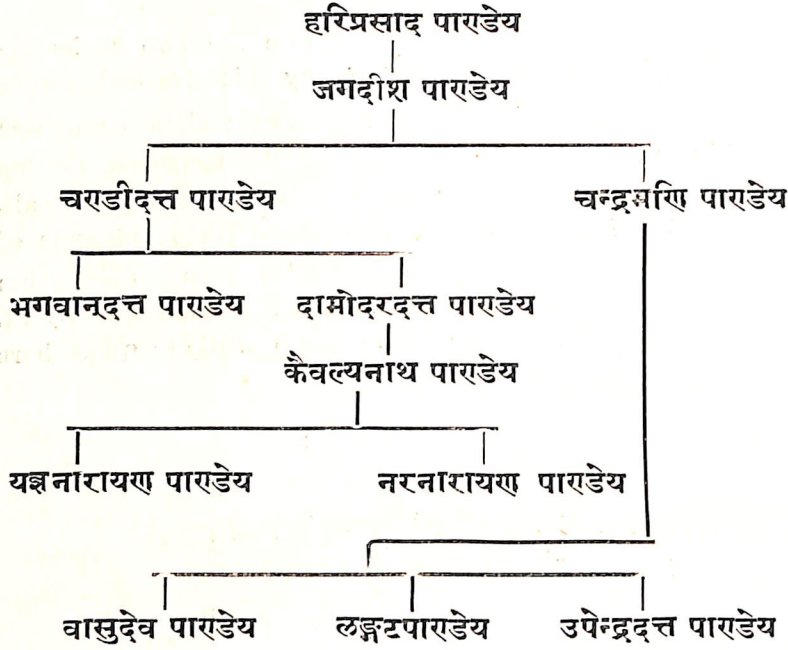 हरिप्रसाद पाण्डेय
जगदीश पाण्डेय
चण्डीदत्त पाण्डेय चन्द्रमणि पाण्डेय
भगवान्दत्त पाण्डेय दामोदरदत्त पाण्डेय
कैवल्यनाथ पाण्डेय
यज्ञनारायण पाण्डेय नरनारायण पाण्डेय
वासुदेव पाण्डेय लङ्गटपाण्डेय उपेन्द्रदत्त पाण्डेय